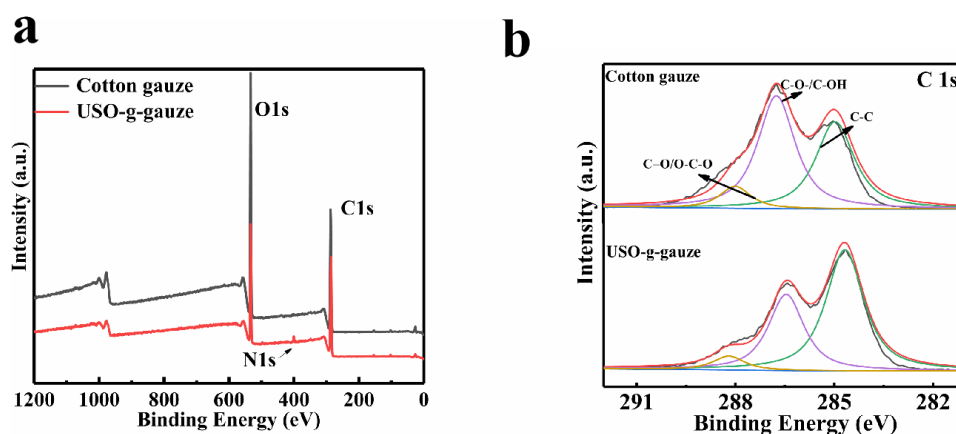 a
Cotton gauze
USO-g-gauze
O1s
C1s
N1s
Intensity (a.u.)
1200 1000 800 600 400 200 0
Binding Energy (eV)
b
Cotton gauze
C 1s
C-O-/C-OH
C-C
C-O/O-C-O
USO-g-gauze
Intensity (a.u.)
291 288 285 282
Binding Energy (eV)